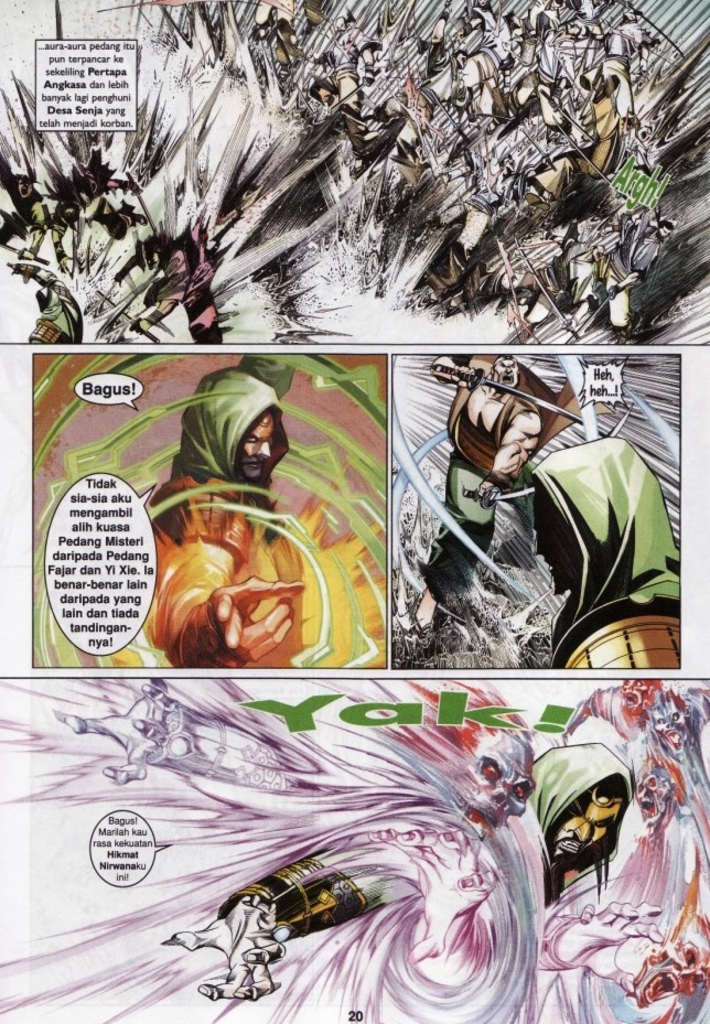 ...aura-aura pedang itu
pun terpancar ke
sekeliling Pertapa
Angkasa dan lebih
banyak lagi penghuni
Desa Senja yang
telah menjadi korban.
Argh!
Bagus!
Tidak
sia-sia aku
mengambil
alih kuasa
Pedang Misteri
daripada Pedang
Fajar dan Yi Xie. Ia
benar-benar lain
daripada yang
lain dan tiada
tandingan-
nya!
Heh,
heh...!
Yak!
Bagus!
Marilah kau
rasa kekuatan
Hikmat
Nirwanaku
ini!
20